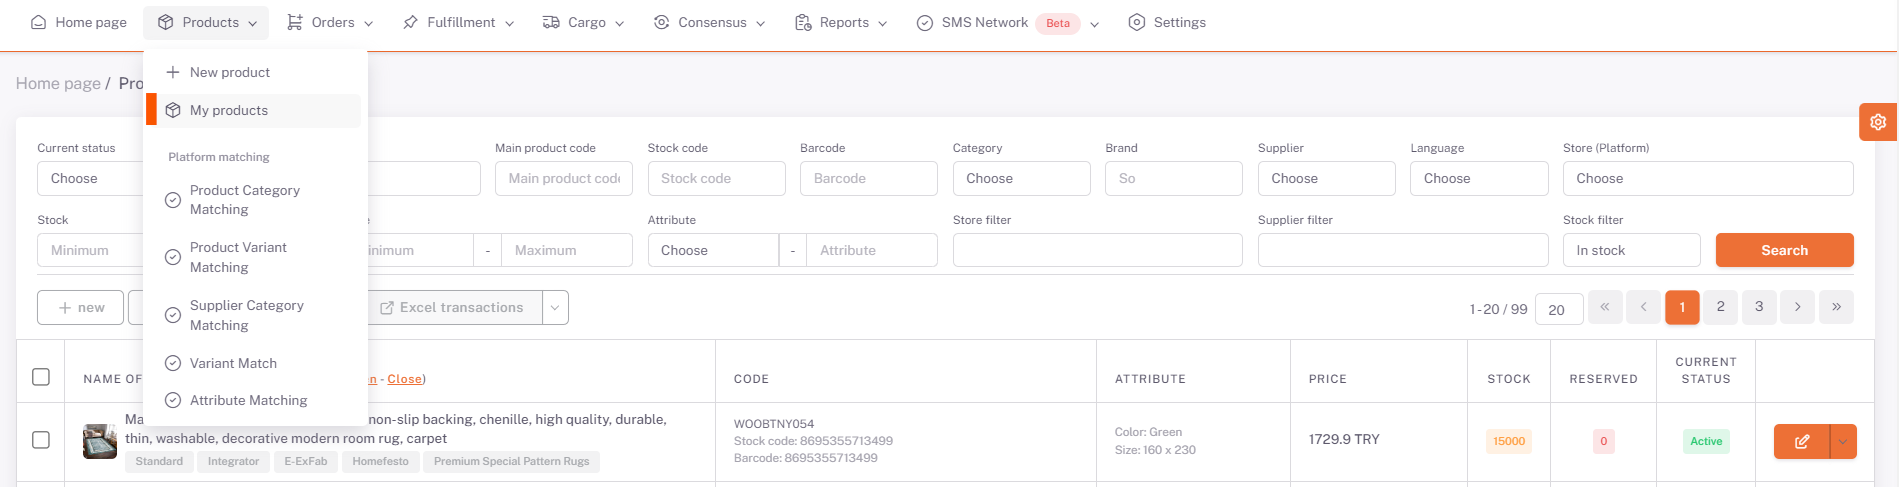 Home page Products Orders Fulfillment Cargo Consensus Reports SMS Network Beta Settings
New product
Home page / Pro
My products
Platform matching
Product Category
Matching
Product Variant
Matching
Supplier Category
Matching
Variant Match
Attribute Matching
Current status Main product code Stock code Barcode Category Brand Supplier Language Store (Platform)
Choose Main product code Stock code Barcode Choose So Choose Choose Choose
Stock Attribute Store filter Supplier filter Stock filter
Minimum inimum - Maximum Choose - Attribute In stock Search
+ new Excel transactions 1-20 / 99 20 « < 1 2 3 > »
NAME OF en - Close) CODE ATTRIBUTE PRICE STOCK RESERVED CURRENT
STATUS
Ma non-slip backing, chenille, high quality, durable,
thin, washable, decorative modern room rug, carpet
Standard Integrator E-ExFab Homefesto Premium Special Pattern Rugs
WOOBTNY054
Stock code: 8695355713499
Barcode: 8695355713499
Color: Green
Size: 160 x 230
1729.9 TRY
15000
0
Active